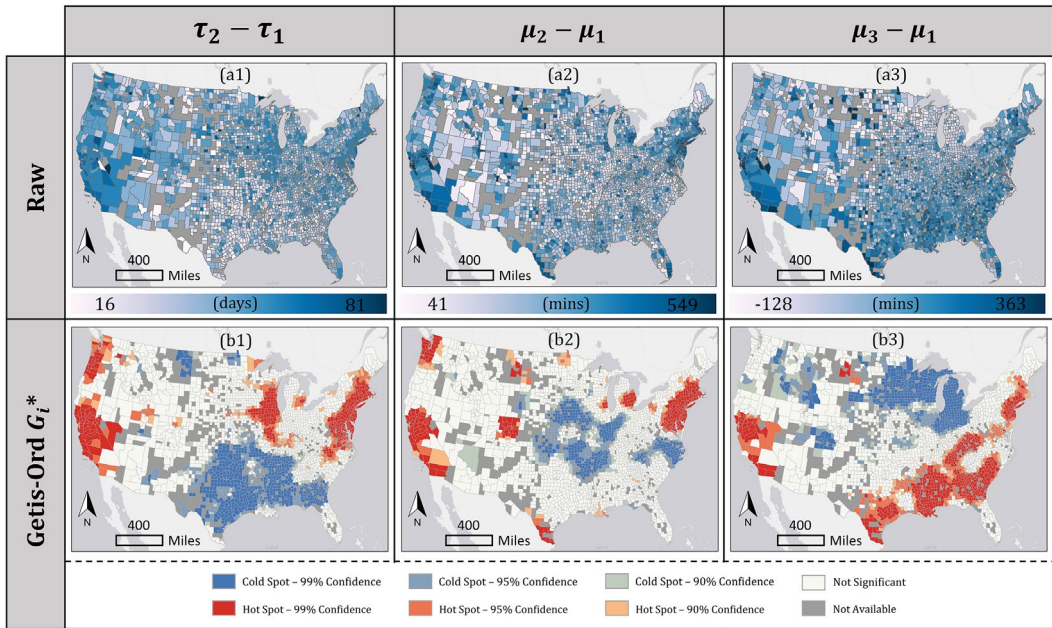 τ₂ − τ₁ μ₂ − μ₁ μ₃ − μ₁
Raw
(a1) (a2) (a3)
N 400 Miles N 400 Miles N 400 Miles
16 (days) 81 41 (mins) 549 -128 (mins) 363
Getis-Ord Gᵢ*
(b1) (b2) (b3)
N 400 Miles N 400 Miles N 400 Miles
Cold Spot – 99% Confidence Cold Spot – 95% Confidence Cold Spot – 90% Confidence Not Significant
Hot Spot – 99% Confidence Hot Spot – 95% Confidence Hot Spot – 90% Confidence Not Available